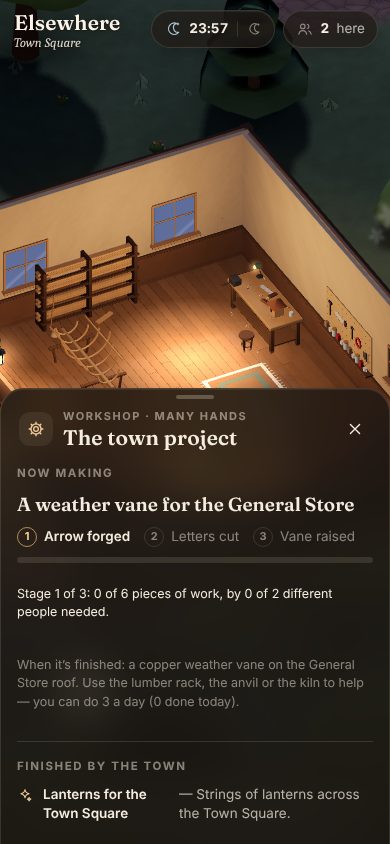 Elsewhere
Town Square
23:57
2 here
WORKSHOP · MANY HANDS
The town project
NOW MAKING
A weather vane for the General Store
1 Arrow forged 2 Letters cut 3 Vane raised
Stage 1 of 3: 0 of 6 pieces of work, by 0 of 2 different
people needed.
When it’s finished: a copper weather vane on the General
Store roof. Use the lumber rack, the anvil or the kiln to help
— you can do 3 a day (0 done today).
FINISHED BY THE TOWN
Lanterns for the — Strings of lanterns across
Town Square the Town Square.